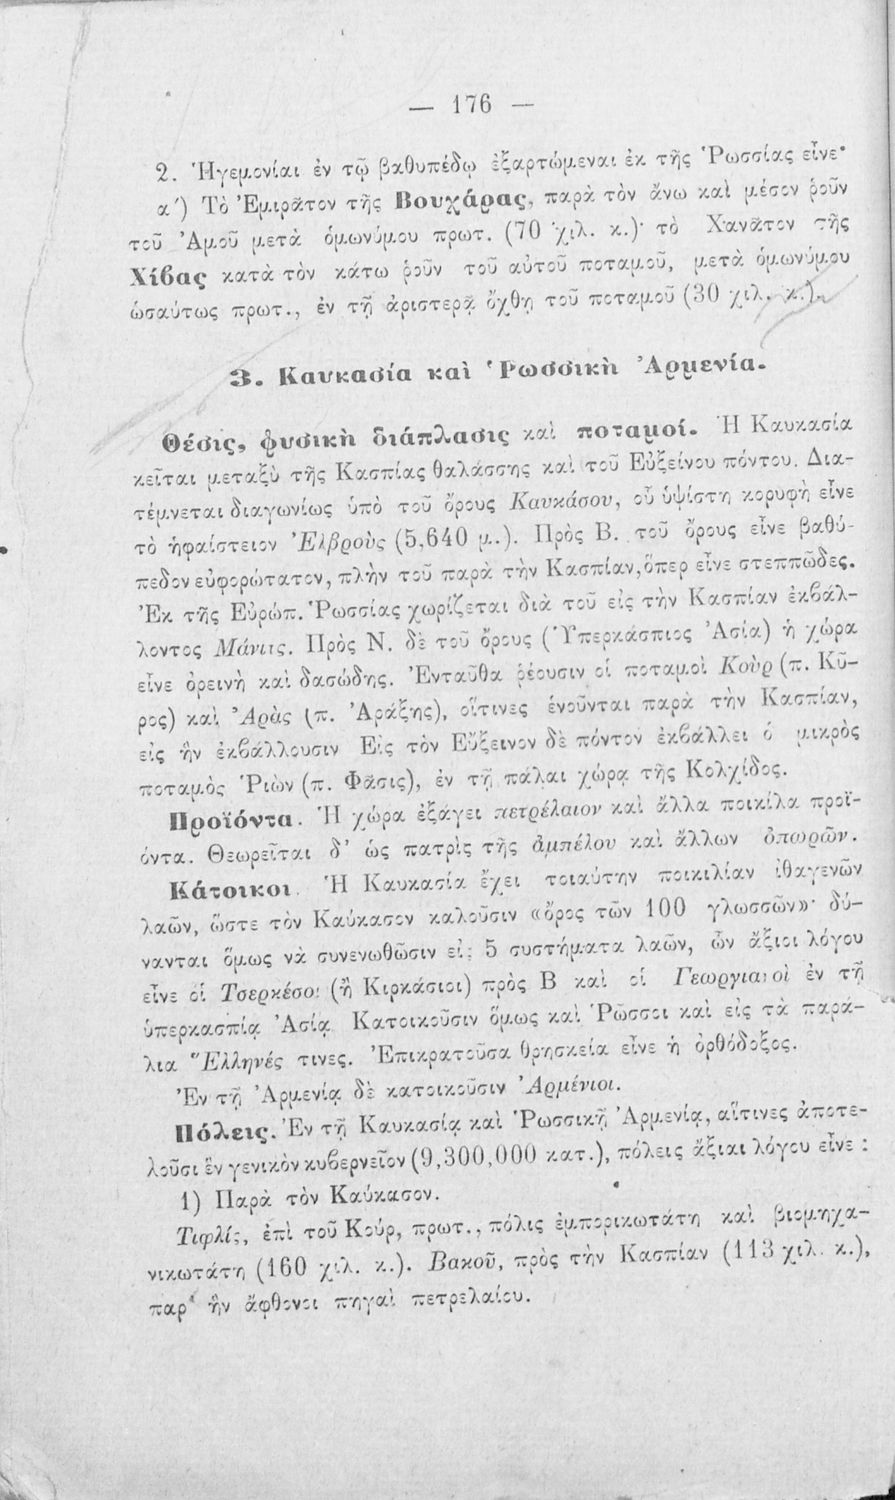 — 176 —
2. Ἡγεμονίαι ἐν τῷ βαθυπέδῳ ἐξαρτώμεναι ἐκ τῆς Ῥωσσίας εἶνε·
α′) Τὸ Ἐμιρᾶτον τῆς Βουχάρας, παρὰ τὸν ἄνω καὶ μέσον ῥοῦν
τοῦ Ἀμοῦ μετὰ ὁμωνύμου πρωτ. (70 χιλ. κ.)· τὸ Χανᾶτον τῆς
Χίβας κατὰ τὸν κάτω ῥοῦν τοῦ αὐτοῦ ποταμοῦ, μετὰ ὁμωνύμου
ὡσαύτως πρωτ., ἐν τῇ ἀριστερᾷ ὄχθῃ τοῦ ποταμοῦ (30 χιλ. κ.).
3. Καυκασία καὶ Ῥωσσικὴ Ἀρμενία.
Θέσις, φυσικὴ διάπλασις καὶ ποταμοί. Ἡ Καυκασία
κεῖται μεταξὺ τῆς Κασπίας θαλάσσης καὶ τοῦ Εὐξείνου πόντου. Δια-
τέμνεται διαγωνίως ὑπὸ τοῦ ὄρους Καυκάσου, οὗ ὑψίστη κορυφὴ εἶνε
τὸ ἡφαίστειον Ἐλβροὺς (5,640 μ.). Πρὸς Β. τοῦ ὄρους εἶνε βαθύ-
πεδον εὐφορώτατον, πλὴν τοῦ παρὰ τὴν Κασπίαν, ὅπερ εἶνε στεππῶδες.
Ἐκ τῆς Εὐρώπ. Ῥωσσίας χωρίζεται διὰ τοῦ εἰς τὴν Κασπίαν ἐκβάλ-
λοντος Μάνιτς. Πρὸς Ν. δὲ τοῦ ὄρους (Ὑπερκάσπιος Ἀσία) ἡ χώρα
εἶνε ὀρεινὴ καὶ δασώδης. Ἐνταῦθα ῥέουσιν οἱ ποταμοὶ Κοὺρ (π. Κῦ-
ρος) καὶ Ἀρὰς (π. Ἀράξης), οἵτινες ἑνοῦνται παρὰ τὴν Κασπίαν,
εἰς ἣν ἐκβάλλουσιν Εἰς τὸν Εὔξεινον δὲ πόντον ἐκβάλλει ὁ μικρὸς
ποταμὸς Ῥιὼν (π. Φᾶσις), ἐν τῇ πάλαι χώρᾳ τῆς Κολχίδος.
Προϊόντα. Ἡ χώρα ἐξάγει πετρέλαιον καὶ ἄλλα ποικίλα προϊ-
όντα. Θεωρεῖται δ’ ὡς πατρὶς τῆς ἀμπέλου καὶ ἄλλων ὀπωρῶν.
Κάτοικοι. Ἡ Καυκασία ἔχει τοιαύτην ποικιλίαν ἰθαγενῶν
λαῶν, ὥστε τὸν Καύκασον καλοῦσιν «ὄρος τῶν 100 γλωσσῶν»· δύ-
νανται ὅμως νὰ συνενωθῶσιν εἰς 5 συστήματα λαῶν, ὧν ἄξιοι λόγου
εἶνε οἱ Τσερκέσοι (ἢ Κιρκάσιοι) πρὸς Β καὶ οἱ Γεωργιανοὶ ἐν τῇ
ὑπερκασπίᾳ Ἀσίᾳ Κατοικοῦσιν ὅμως καὶ Ῥῶσσοι καὶ εἰς τὰ παρά-
λια Ἕλληνές τινες. Ἐπικρατοῦσα θρησκεία εἶνε ἡ ὀρθόδοξος.
Ἐν τῇ Ἀρμενίᾳ δὲ κατοικοῦσιν Ἀρμένιοι.
Πόλεις. Ἐν τῇ Καυκασίᾳ καὶ Ῥωσσικῇ Ἀρμενίᾳ, αἵτινες ἀποτε-
λοῦσι ἓν γενικὸν κυβερνεῖον (9,300,000 κατ.), πόλεις ἄξιαι λόγου εἶνε :
1) Παρὰ τὸν Καύκασον.
Τιφλίς, ἐπὶ τοῦ Κούρ, πρωτ., πόλις ἐμπορικωτάτη καὶ βιομηχα-
νικωτάτη (160 χιλ. κ.). Βακοῦ, πρὸς τὴν Κασπίαν (113 χιλ. κ.),
παρ’ ἣν ἄφθονοι πηγαὶ πετρελαίου.